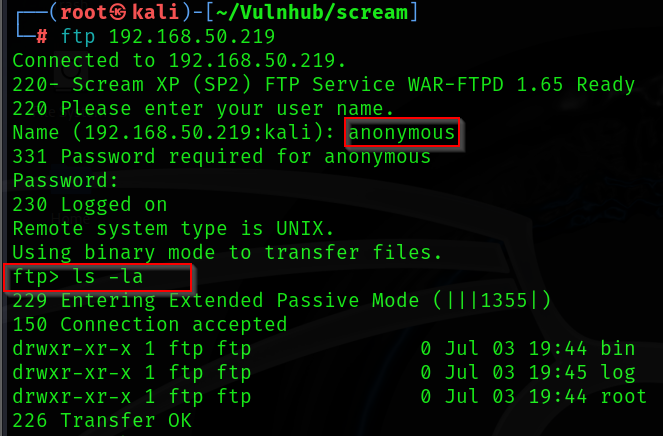 ┌──(root㉿kali)-[~/Vulnhub/scream]
└─# ftp 192.168.50.219
Connected to 192.168.50.219.
220- Scream XP (SP2) FTP Service WAR-FTPD 1.65 Ready
220 Please enter your user name.
Name (192.168.50.219:kali): anonymous
331 Password required for anonymous
Password:
230 Logged on
Remote system type is UNIX.
Using binary mode to transfer files.
ftp> ls -la
229 Entering Extended Passive Mode (|||1355|)
150 Connection accepted
drwxr-xr-x 1 ftp ftp              0 Jul 03 19:44 bin
drwxr-xr-x 1 ftp ftp              0 Jul 03 19:45 log
drwxr-xr-x 1 ftp ftp              0 Jul 03 19:44 root
226 Transfer OK